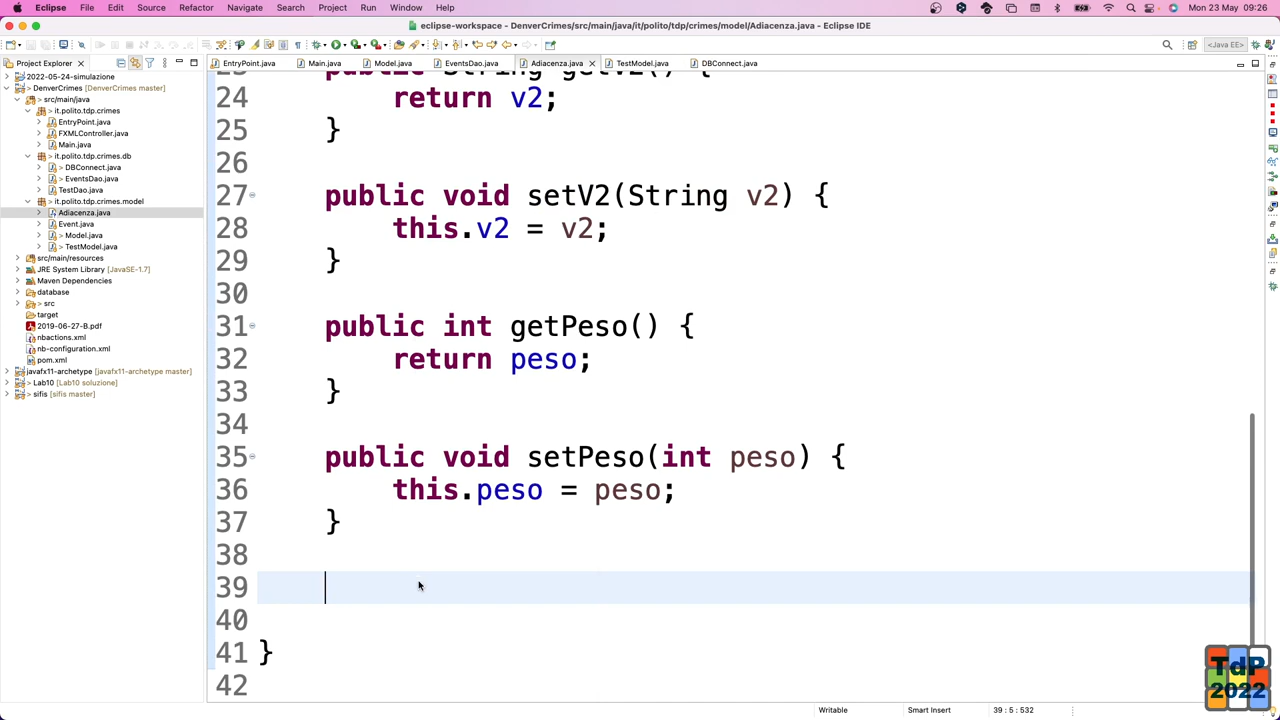 File Edit Source Refactor Navigate Search Project Run Window Help Mon 23 May 09:26
eclipse-workspace - DenverCrimes/src/main/java/it/polito/tdp/crimes/model/Adiacenza.java - Eclipse IDE
<Java EE>
Project Explorer
EntryPoint.java Main.java Model.java EventsDao.java Adiacenza.java TestModel.java DBConnect.java
2022-05-24-simulazione
> DenverCrimes [DenverCrimes master]
> src/main/java
> it.polito.tdp.crimes
EntryPoint.java
FXMLController.java
Main.java
> it.polito.tdp.crimes.db
> DBConnect.java
> EventsDao.java
TestDao.java
> it.polito.tdp.crimes.model
Adiacenza.java
Event.java
> Model.java
> TestModel.java
src/main/resources
JRE System Library [JavaSE-1.7]
Maven Dependencies
database
> src
target
2019-06-27-B.pdf
nbactions.xml
nb-configuration.xml
pom.xml
javafx11-archetype [javafx11-archetype master]
> Lab10 [Lab10 soluzione]
> sifis [sifis master]
23 public String getV2() {
24 return v2;
25 }
26
27 public void setV2(String v2) {
28 this.v2 = v2;
29 }
30
31 public int getPeso() {
32 return peso;
33 }
34
35 public void setPeso(int peso) {
36 this.peso = peso;
37 }
38
39
40
41 }
42
TdP
2022
Writable Smart Insert 39 : 5 : 532